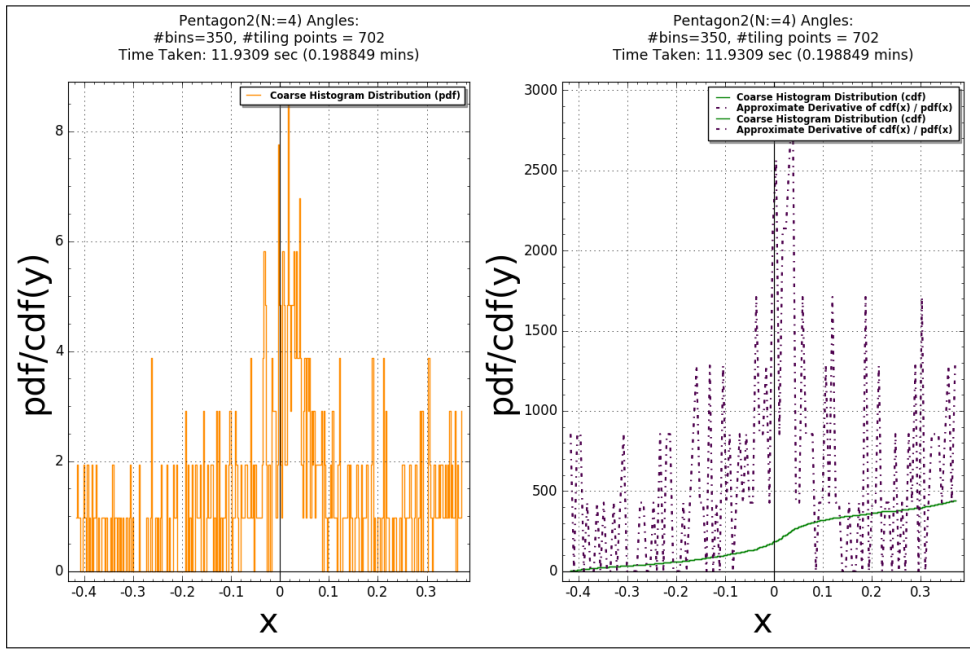 Pentagon2(N:=4) Angles:
#bins=350, #tiling points = 702
Time Taken: 11.9309 sec (0.198849 mins)
Coarse Histogram Distribution (pdf)
8
6
4
2
0
pdf/cdf(y)
-0.4 -0.3 -0.2 -0.1 0 0.1 0.2 0.3
x
Pentagon2(N:=4) Angles:
#bins=350, #tiling points = 702
Time Taken: 11.9309 sec (0.198849 mins)
Coarse Histogram Distribution (cdf)
Approximate Derivative of cdf(x) / pdf(x)
Coarse Histogram Distribution (cdf)
Approximate Derivative of cdf(x) / pdf(x)
3000
2500
2000
1500
1000
500
0
pdf/cdf(y)
-0.4 -0.3 -0.2 -0.1 0 0.1 0.2 0.3
x